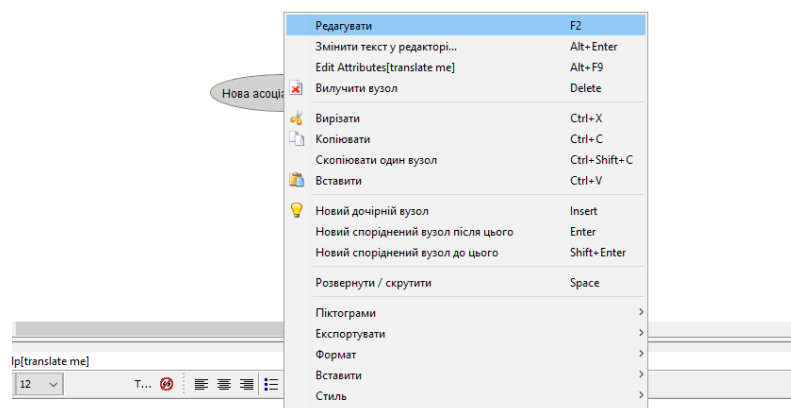 Редагувати F2
Змінити текст у редакторі... Alt+Enter
Edit Attributes[translate me] Alt+F9
Нова асоціа
Вилучити вузол Delete
Вирізати Ctrl+X
Копіювати Ctrl+C
Скопіювати один вузол Ctrl+Shift+C
Вставити Ctrl+V
Новий дочірній вузол Insert
Новий споріднений вузол після цього Enter
Новий споріднений вузол до цього Shift+Enter
Розвернути / скрутити Space
Піктограми
Експортувати
Формат
Вставити
Стиль
lp[translate me]
12 T...